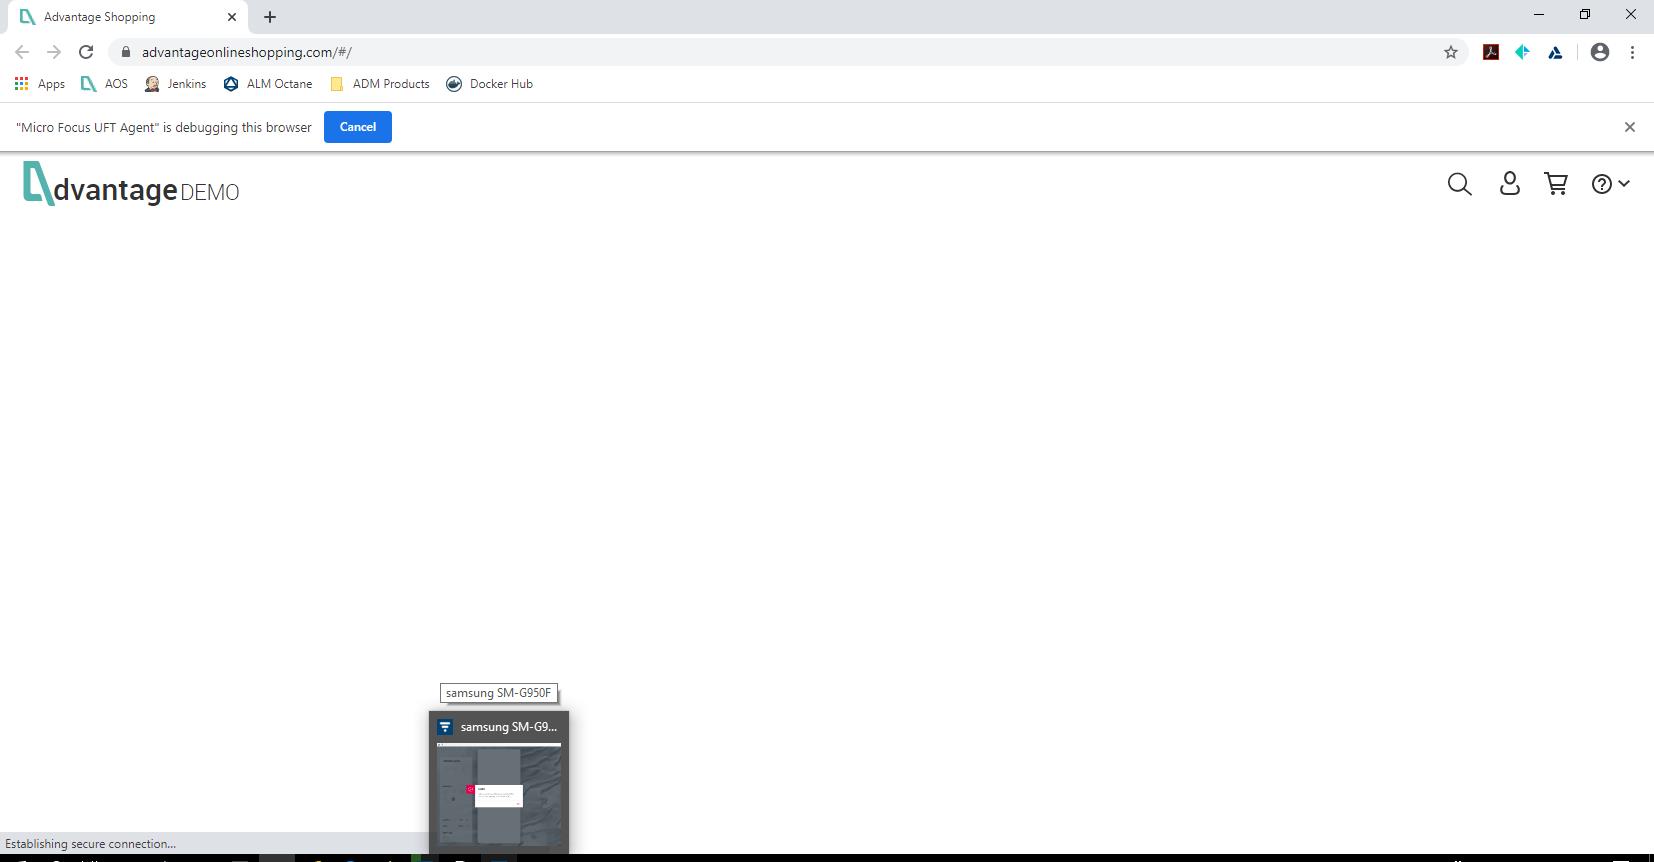 Advantage Shopping
advantageonlineshopping.com/#/
Apps AOS Jenkins ALM Octane ADM Products Docker Hub
"Micro Focus UFT Agent" is debugging this browser Cancel
Advantage DEMO
samsung SM-G950F
samsung SM-G9...
Establishing secure connection...